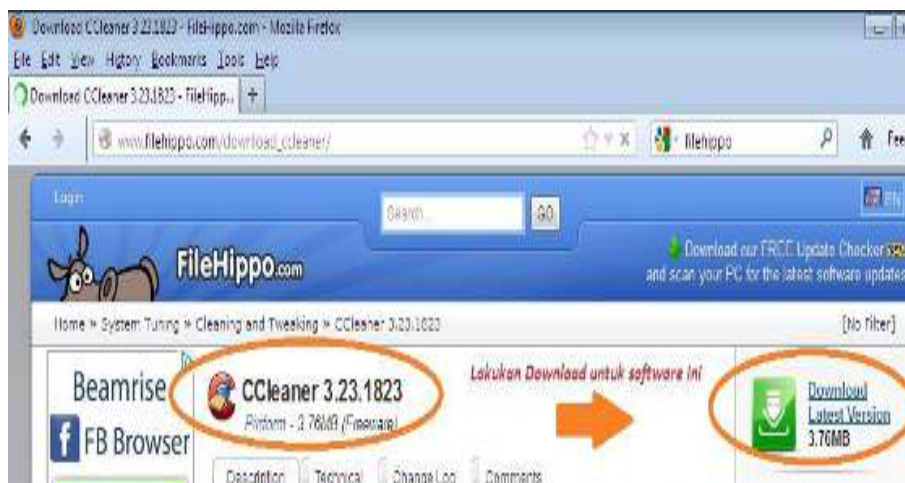 Download CCleaner 3.23.1823 - FileHippo.com - Mozilla Firefox
File Edit View History Bookmarks Tools Help
Download CCleaner 3.23.1823 - FileHipp... +
www.filehippo.com/download_ccleaner/
filehippo
Fee
Login
Search...
GO
EN
FileHippo.com
Download our FREE Update Checker
and scan your PC for the latest software updates
Home » System Tuning » Cleaning and Tweaking » CCleaner 3.23.1823
[No Filter]
Beamrise
FB Browser
CCleaner 3.23.1823
Piriform - 3.76MB (Freeware)
Lakukan Download untuk software ini
Download
Latest Version
3.76MB
Description Technical Change Log Comments